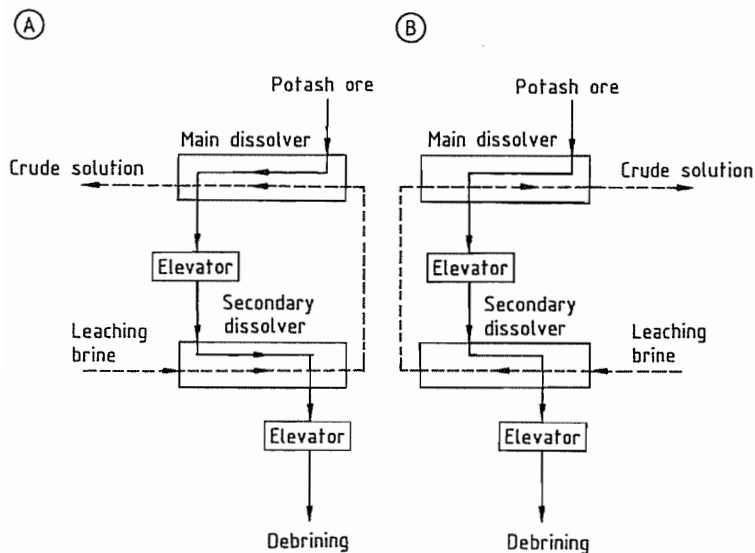 A
Potash ore
Main dissolver
Crude solution
Elevator
Secondary
dissolver
Leaching
brine
Elevator
Debrining
B
Potash ore
Main dissolver
Crude solution
Elevator
Secondary
dissolver
Leaching
brine
Elevator
Debrining